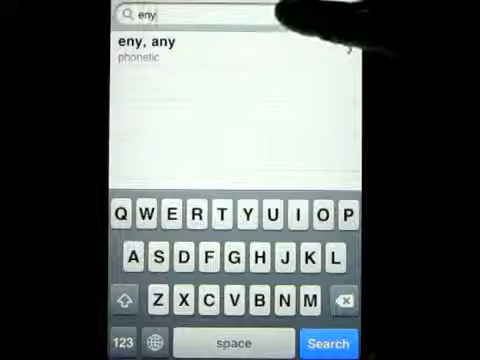 eny
eny, any
phonetic
Q W E R T Y U I O P
A S D F G H J K L
Z X C V B N M
123 space Search